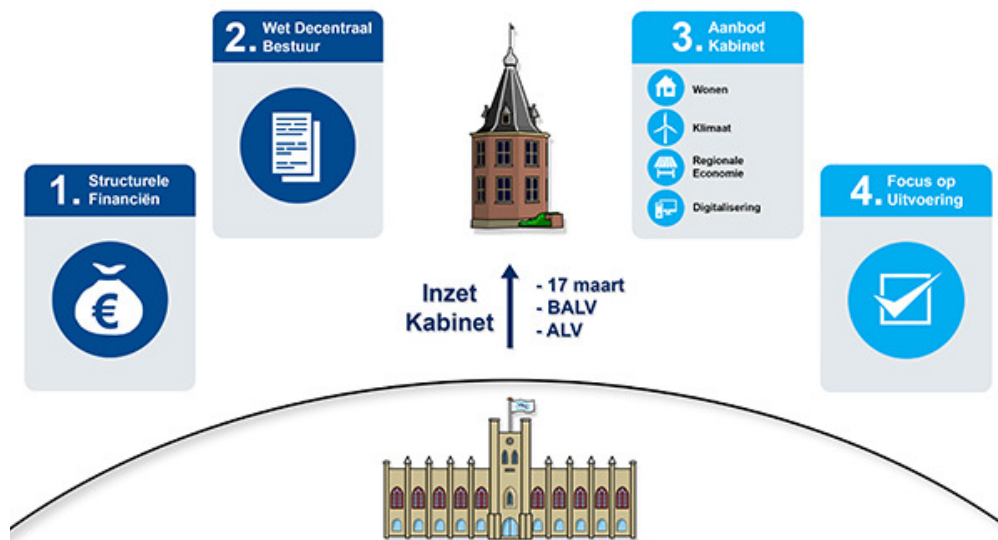 1. Structurele
Financiën
2. Wet Decentraal
Bestuur
3. Aanbod
Kabinet
Wonen
Klimaat
Regionale
Economie
Digitalisering
4. Focus op
Uitvoering
Inzet
Kabinet
- 17 maart
- BALV
- ALV